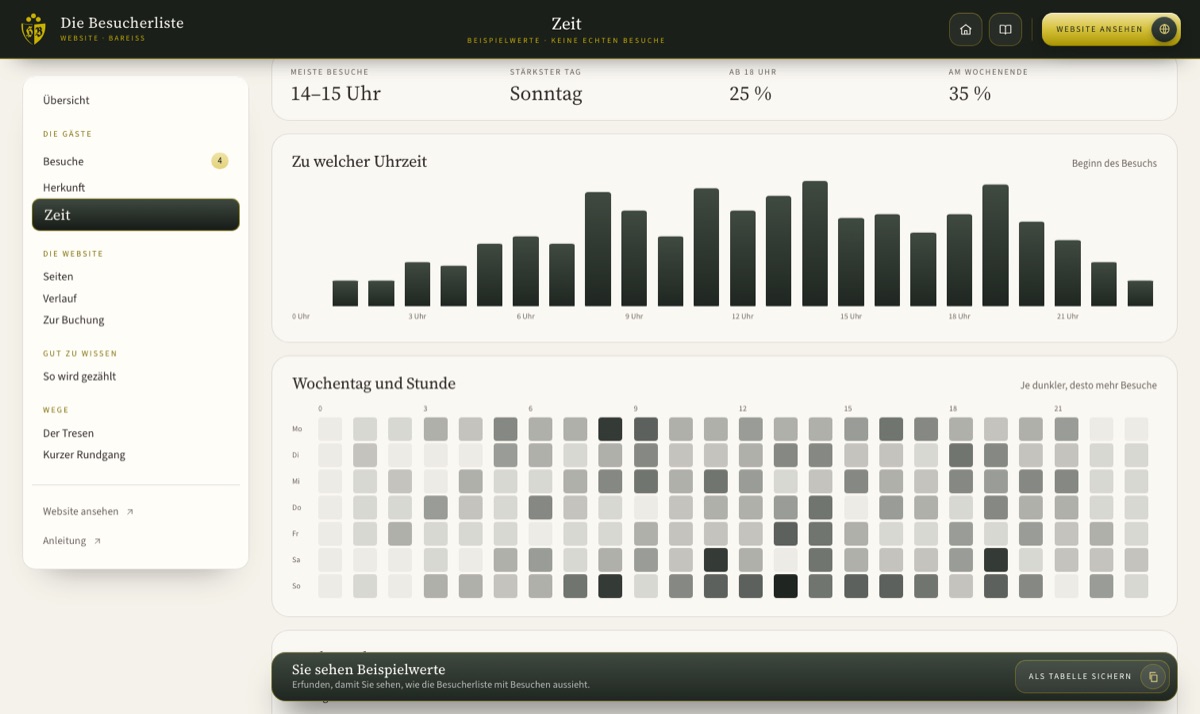 Die Besucherliste
WEBSITE · BAREISS
Zeit
BEISPIELWERTE · KEINE ECHTEN BESUCHE
WEBSITE ANSEHEN
Übersicht
DIE GÄSTE
Besuche 4
Herkunft
Zeit
DIE WEBSITE
Seiten
Verlauf
Zur Buchung
GUT ZU WISSEN
So wird gezählt
WEGE
Der Tresen
Kurzer Rundgang
Website ansehen
Anleitung
MEISTE BESUCHE STÄRKSTER TAG AB 18 UHR AM WOCHENENDE
14–15 Uhr Sonntag 25 % 35 %
Zu welcher Uhrzeit Beginn des Besuchs
0 Uhr 3 Uhr 6 Uhr 9 Uhr 12 Uhr 15 Uhr 18 Uhr 21 Uhr
Wochentag und Stunde Je dunkler, desto mehr Besuche
0 3 6 9 12 15 18 21
Mo
Di
Mi
Do
Fr
Sa
So
Sie sehen Beispielwerte
Erfunden, damit Sie sehen, wie die Besucherliste mit Besuchen aussieht.
ALS TABELLE SICHERN